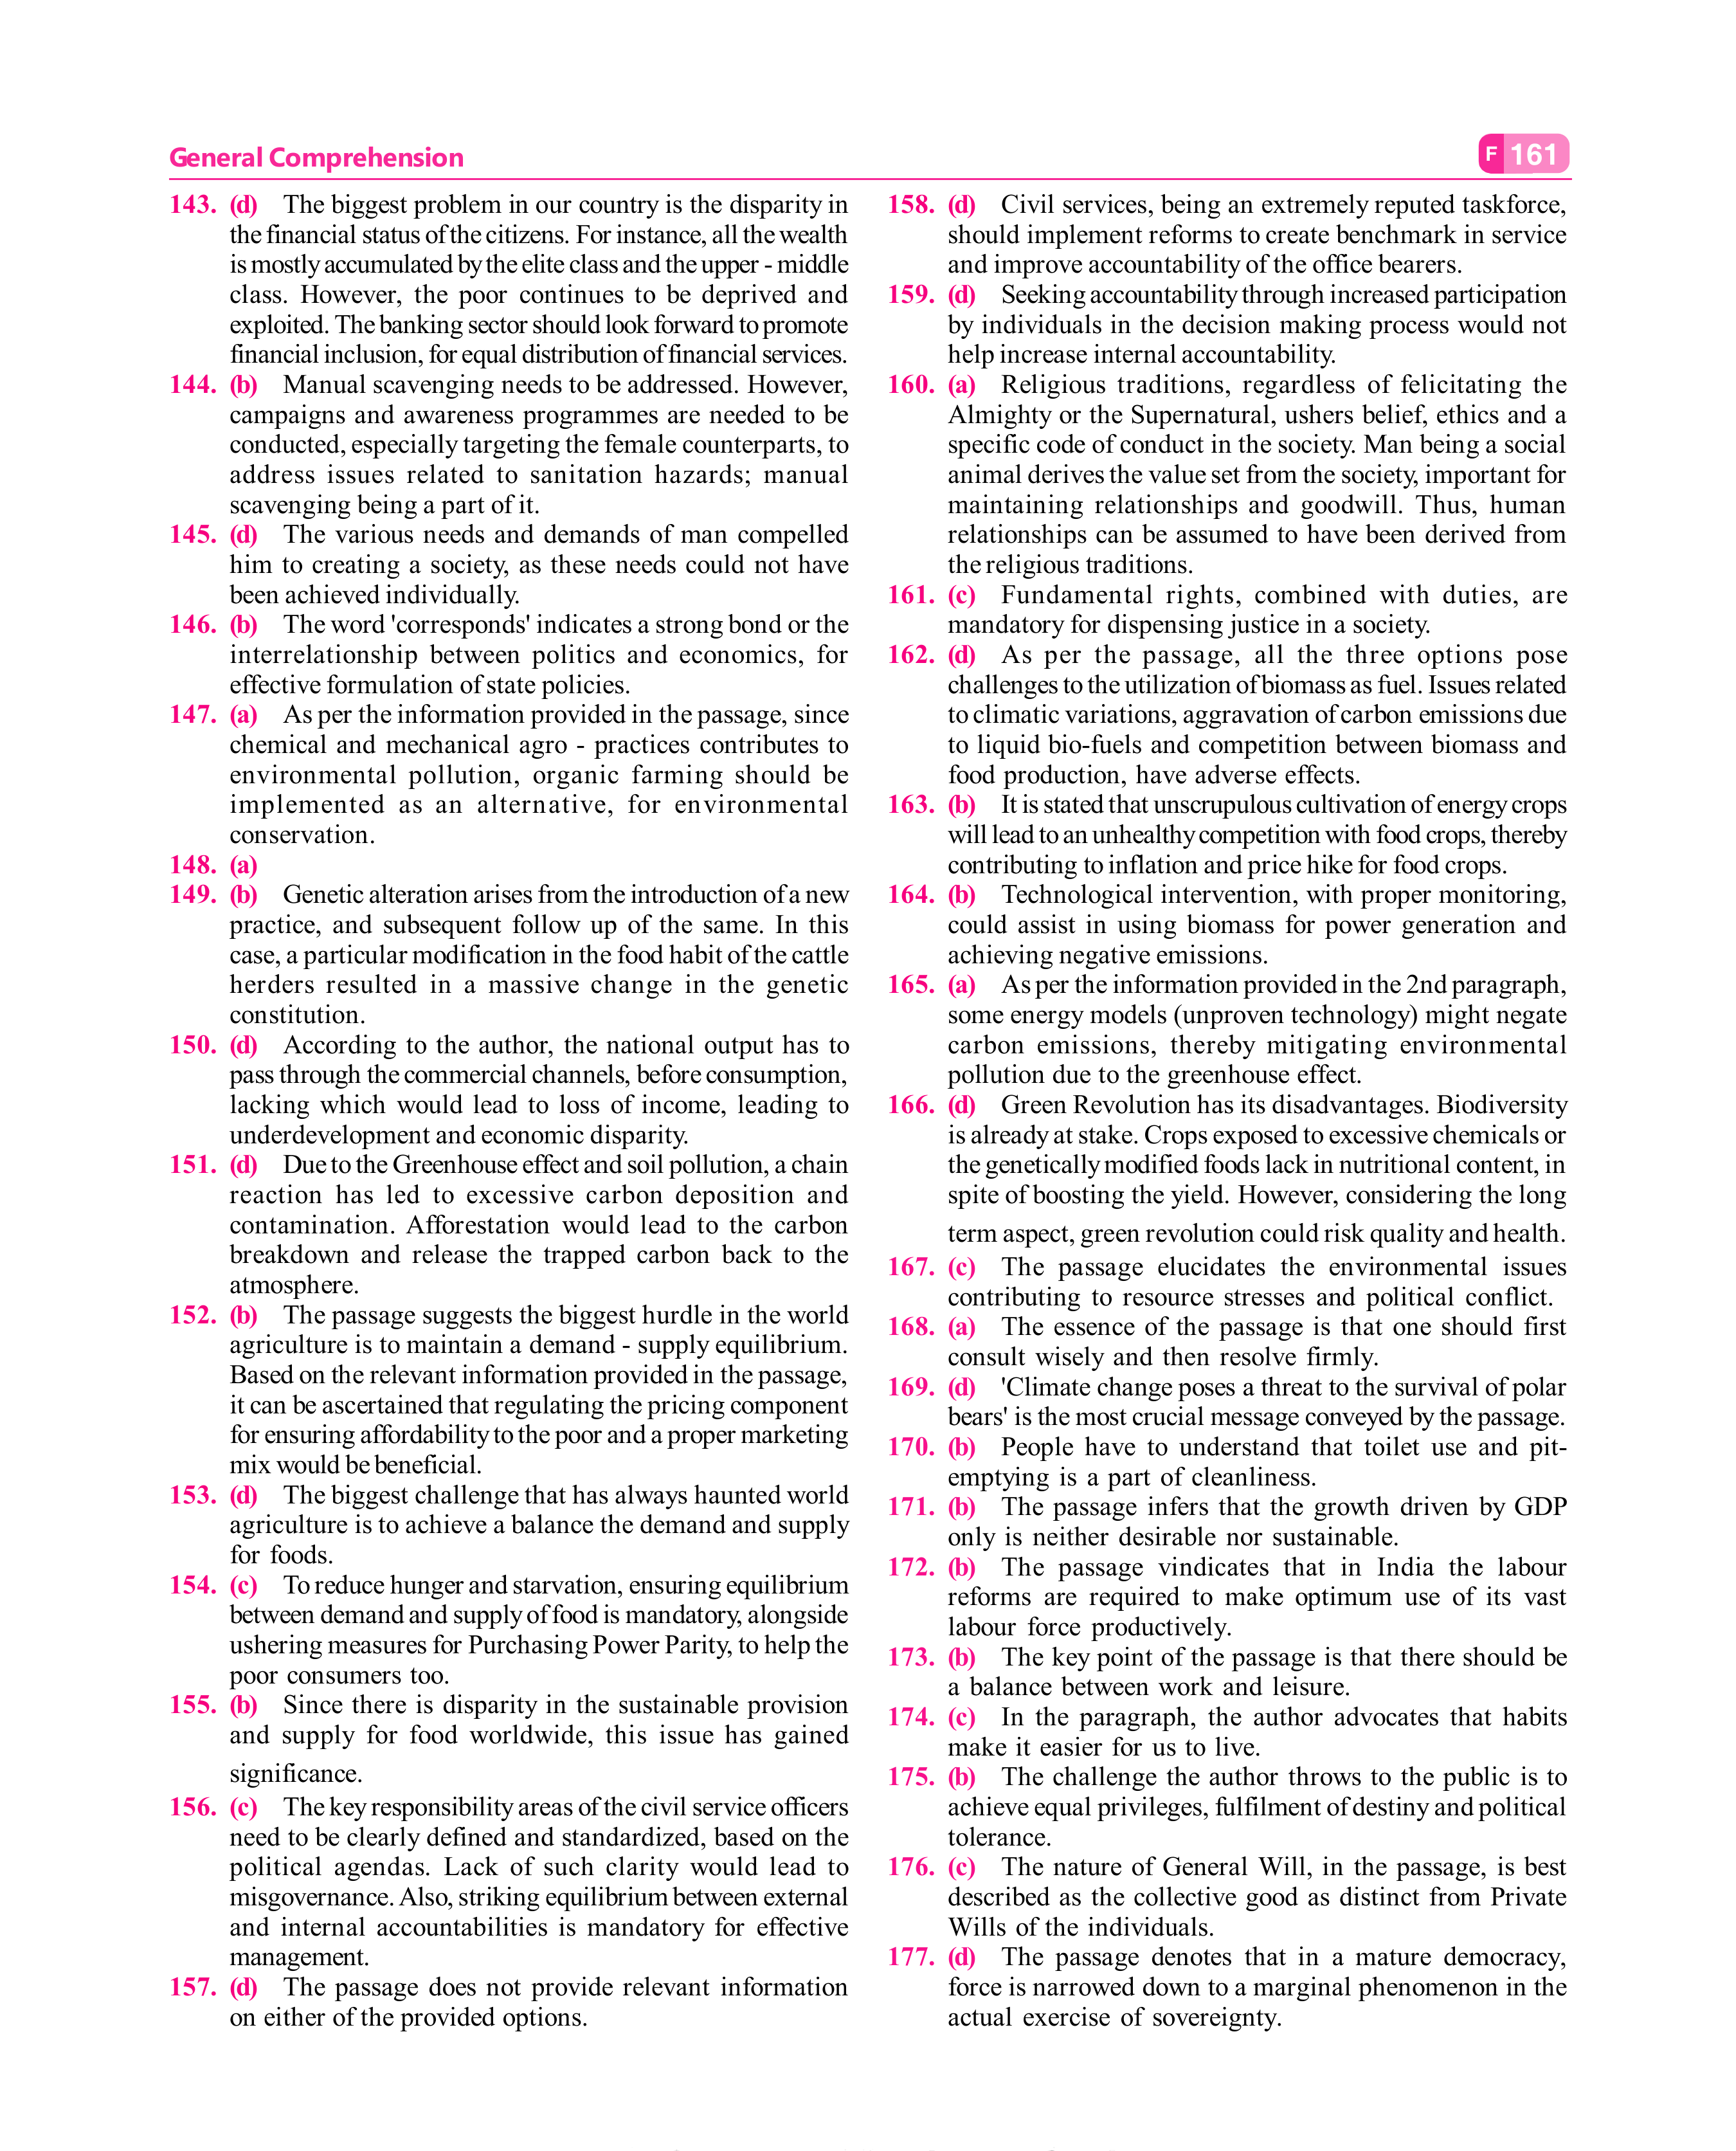 General Comprehension
F 161
143. (d) The biggest problem in our country is the disparity in
the financial status of the citizens. For instance, all the wealth
is mostly accumulated by the elite class and the upper - middle
class. However, the poor continues to be deprived and
exploited. The banking sector should look forward to promote
financial inclusion, for equal distribution of financial services.
144. (b) Manual scavenging needs to be addressed. However,
campaigns and awareness programmes are needed to be
conducted, especially targeting the female counterparts, to
address issues related to sanitation hazards; manual
scavenging being a part of it.
145. (d) The various needs and demands of man compelled
him to creating a society, as these needs could not have
been achieved individually.
146. (b) The word 'corresponds' indicates a strong bond or the
interrelationship between politics and economics, for
effective formulation of state policies.
147. (a) As per the information provided in the passage, since
chemical and mechanical agro - practices contributes to
environmental pollution, organic farming should be
implemented as an alternative, for environmental
conservation.
148. (a)
149. (b) Genetic alteration arises from the introduction of a new
practice, and subsequent follow up of the same. In this
case, a particular modification in the food habit of the cattle
herders resulted in a massive change in the genetic
constitution.
150. (d) According to the author, the national output has to
pass through the commercial channels, before consumption,
lacking which would lead to loss of income, leading to
underdevelopment and economic disparity.
151. (d) Due to the Greenhouse effect and soil pollution, a chain
reaction has led to excessive carbon deposition and
contamination. Afforestation would lead to the carbon
breakdown and release the trapped carbon back to the
atmosphere.
152. (b) The passage suggests the biggest hurdle in the world
agriculture is to maintain a demand - supply equilibrium.
Based on the relevant information provided in the passage,
it can be ascertained that regulating the pricing component
for ensuring affordability to the poor and a proper marketing
mix would be beneficial.
153. (d) The biggest challenge that has always haunted world
agriculture is to achieve a balance the demand and supply
for foods.
154. (c) To reduce hunger and starvation, ensuring equilibrium
between demand and supply of food is mandatory, alongside
ushering measures for Purchasing Power Parity, to help the
poor consumers too.
155. (b) Since there is disparity in the sustainable provision
and supply for food worldwide, this issue has gained
significance.
156. (c) The key responsibility areas of the civil service officers
need to be clearly defined and standardized, based on the
political agendas. Lack of such clarity would lead to
misgovernance. Also, striking equilibrium between external
and internal accountabilities is mandatory for effective
management.
157. (d) The passage does not provide relevant information
on either of the provided options.
158. (d) Civil services, being an extremely reputed taskforce,
should implement reforms to create benchmark in service
and improve accountability of the office bearers.
159. (d) Seeking accountability through increased participation
by individuals in the decision making process would not
help increase internal accountability.
160. (a) Religious traditions, regardless of felicitating the
Almighty or the Supernatural, ushers belief, ethics and a
specific code of conduct in the society. Man being a social
animal derives the value set from the society, important for
maintaining relationships and goodwill. Thus, human
relationships can be assumed to have been derived from
the religious traditions.
161. (c) Fundamental rights, combined with duties, are
mandatory for dispensing justice in a society.
162. (d) As per the passage, all the three options pose
challenges to the utilization of biomass as fuel. Issues related
to climatic variations, aggravation of carbon emissions due
to liquid bio-fuels and competition between biomass and
food production, have adverse effects.
163. (b) It is stated that unscrupulous cultivation of energy crops
will lead to an unhealthy competition with food crops, thereby
contributing to inflation and price hike for food crops.
164. (b) Technological intervention, with proper monitoring,
could assist in using biomass for power generation and
achieving negative emissions.
165. (a) As per the information provided in the 2nd paragraph,
some energy models (unproven technology) might negate
carbon emissions, thereby mitigating environmental
pollution due to the greenhouse effect.
166. (d) Green Revolution has its disadvantages. Biodiversity
is already at stake. Crops exposed to excessive chemicals or
the genetically modified foods lack in nutritional content, in
spite of boosting the yield. However, considering the long
term aspect, green revolution could risk quality and health.
167. (c) The passage elucidates the environmental issues
contributing to resource stresses and political conflict.
168. (a) The essence of the passage is that one should first
consult wisely and then resolve firmly.
169. (d) 'Climate change poses a threat to the survival of polar
bears' is the most crucial message conveyed by the passage.
170. (b) People have to understand that toilet use and pit-
emptying is a part of cleanliness.
171. (b) The passage infers that the growth driven by GDP
only is neither desirable nor sustainable.
172. (b) The passage vindicates that in India the labour
reforms are required to make optimum use of its vast
labour force productively.
173. (b) The key point of the passage is that there should be
a balance between work and leisure.
174. (c) In the paragraph, the author advocates that habits
make it easier for us to live.
175. (b) The challenge the author throws to the public is to
achieve equal privileges, fulfilment of destiny and political
tolerance.
176. (c) The nature of General Will, in the passage, is best
described as the collective good as distinct from Private
Wills of the individuals.
177. (d) The passage denotes that in a mature democracy,
force is narrowed down to a marginal phenomenon in the
actual exercise of sovereignty.